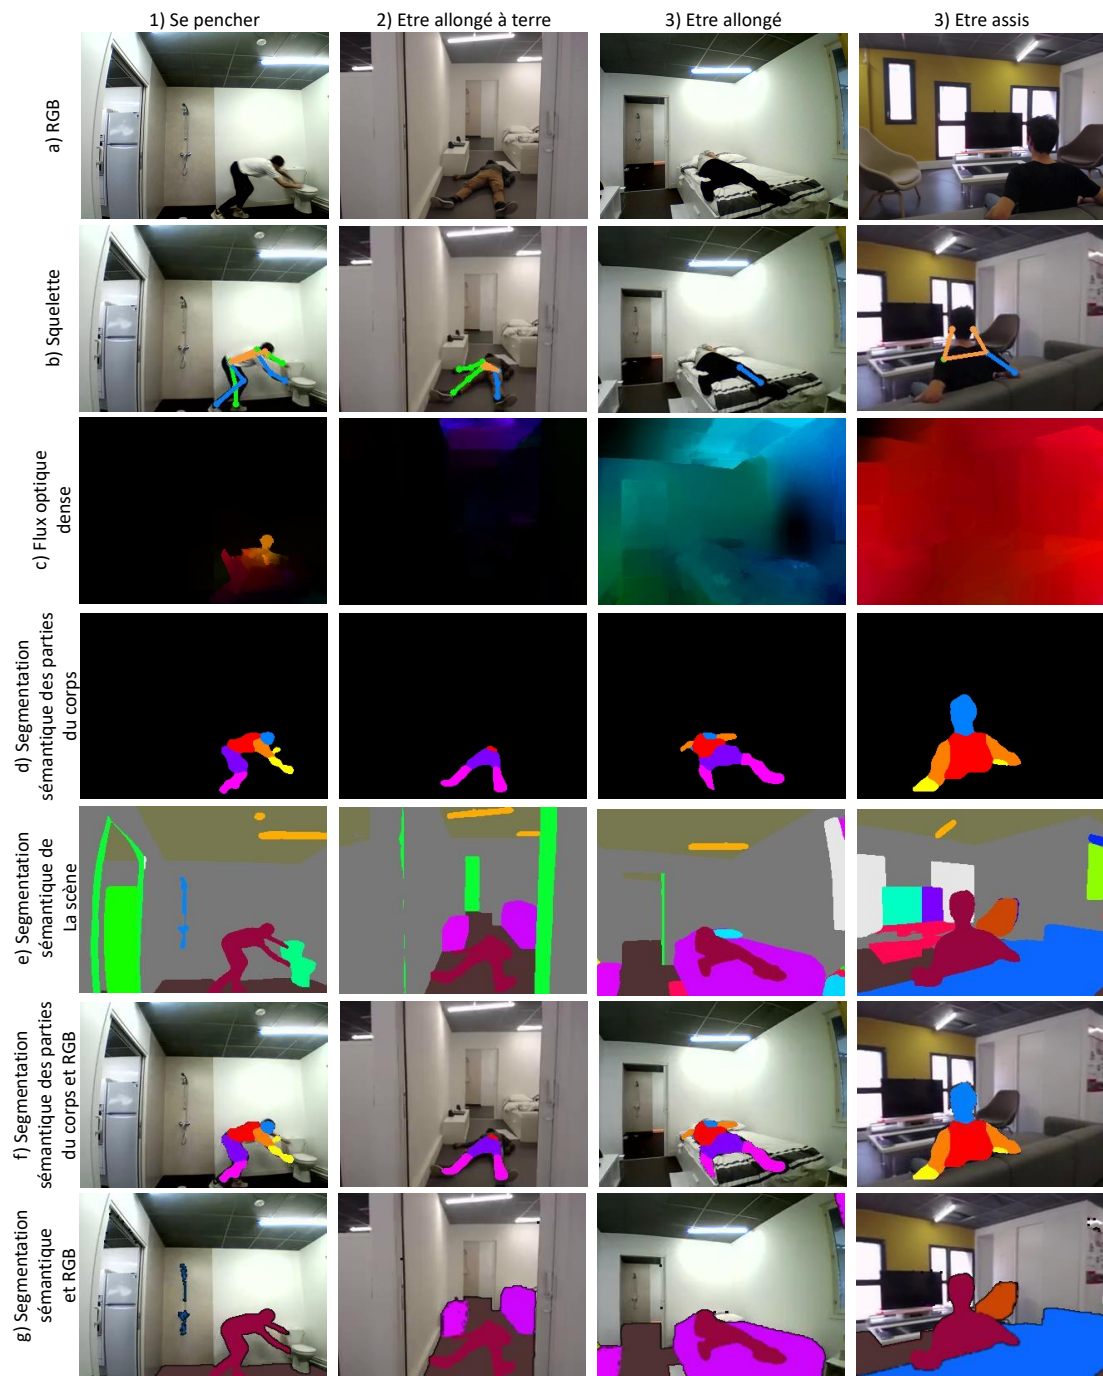 1) Se pencher
2) Etre allongé à terre
3) Etre allongé
3) Etre assis
a) RGB
b) Squelette
c) Flux optique
dense
d) Segmentation
sémantique des parties
du corps
e) Segmentation
sémantique de
La scène
f) Segmentation
sémantique des parties
du corps et RGB
g) Segmentation
sémantique
et RGB